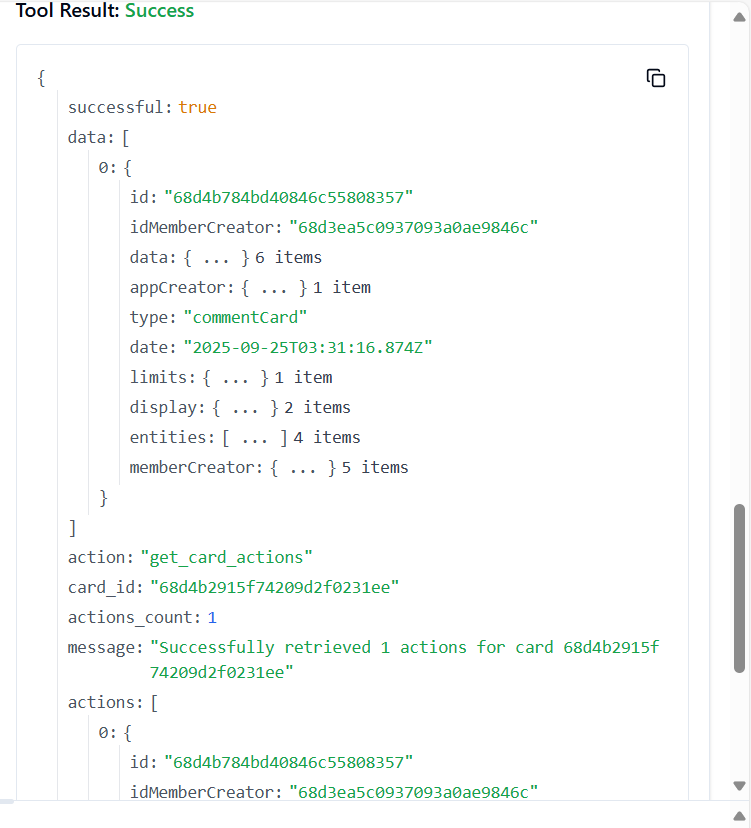 Tool Result: Success
{
successful: true
data: [
0: {
id: "68d4b784bd40846c55808357"
idMemberCreator: "68d3ea5c0937093a0ae9846c"
data: { ... } 6 items
appCreator: { ... } 1 item
type: "commentCard"
date: "2025-09-25T03:31:16.874Z"
limits: { ... } 1 item
display: { ... } 2 items
entities: [ ... ] 4 items
memberCreator: { ... } 5 items
}
]
action: "get_card_actions"
card_id: "68d4b2915f74209d2f0231ee"
actions_count: 1
message: "Successfully retrieved 1 actions for card 68d4b2915f
74209d2f0231ee"
actions: [
0: {
id: "68d4b784bd40846c55808357"
idMemberCreator: "68d3ea5c0937093a0ae9846c"